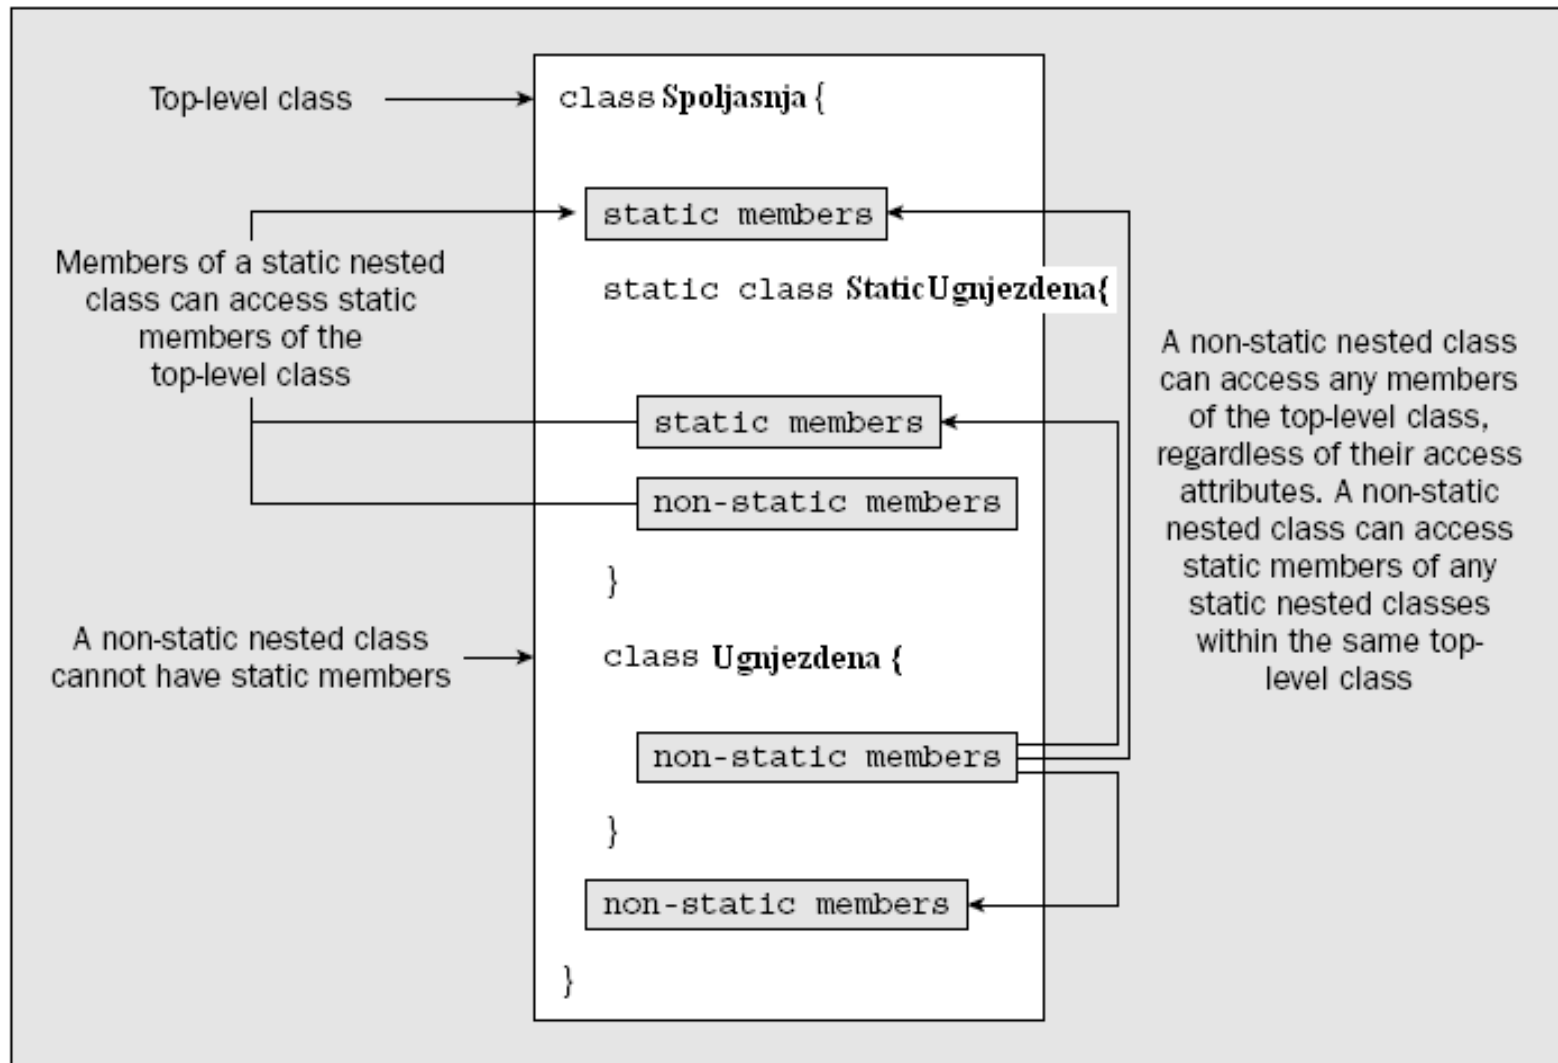 Top-level class
class Spoljasnja {
static members
Members of a static nested
class can access static
members of the
top-level class
static class StaticUgnjezdena{
static members
non-static members
}
A non-static nested class
can access any members
of the top-level class,
regardless of their access
attributes. A non-static
nested class can access
static members of any
static nested classes
within the same top-
level class
A non-static nested class
cannot have static members
class Ugnjezdena {
non-static members
}
non-static members
}